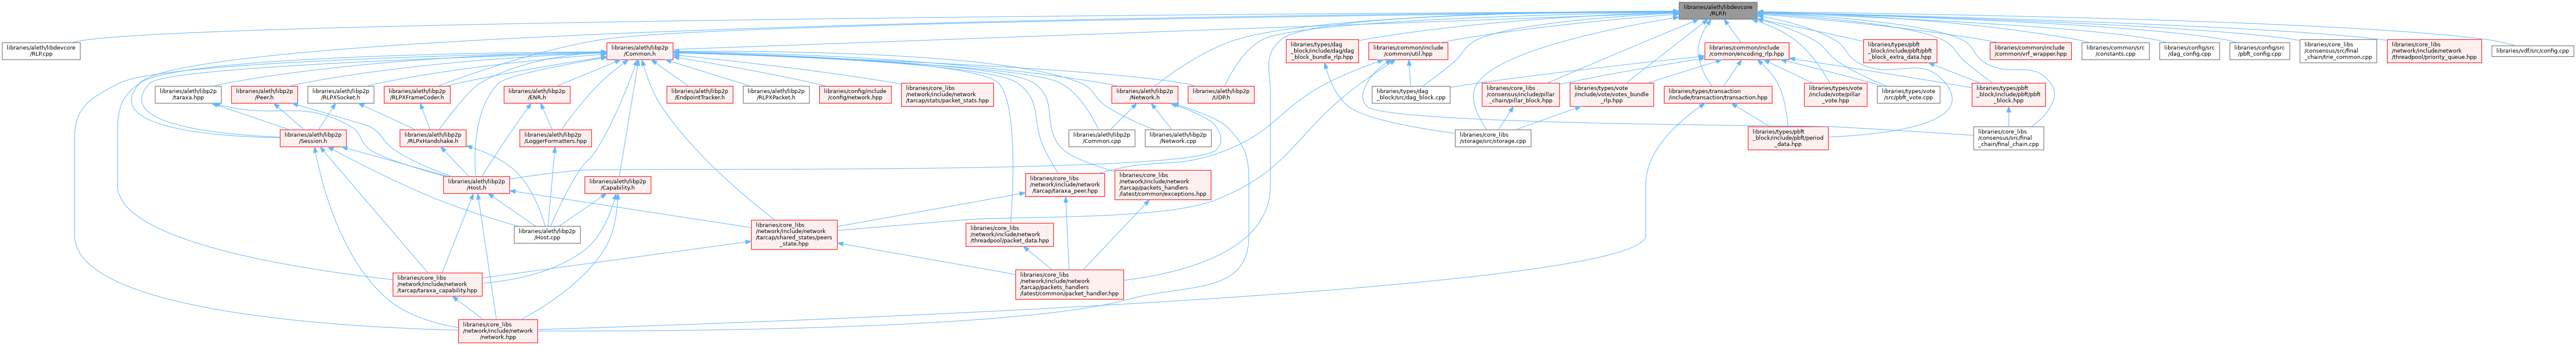 libraries/aleth/libdevcore
/RLP.h
libraries/aleth/libdevcore
/RLP.cpp
libraries/aleth/libp2p
/Common.h
libraries/types/dag
_block/include/dag/dag
_block_bundle_rlp.hpp
libraries/common/include
/common/util.hpp
libraries/common/include
/common/encoding_rlp.hpp
libraries/types/pbft
_block/include/pbft/pbft
_block_extra_data.hpp
libraries/common/include
/common/vrf_wrapper.hpp
libraries/common/src
/constants.cpp
libraries/config/src
/dag_config.cpp
libraries/config/src
/pbft_config.cpp
libraries/core_libs
/consensus/src/final
_chain/trie_common.cpp
libraries/core_libs
/network/include/network
/threadpool/priority_queue.hpp
libraries/vdf/src/config.cpp
libraries/aleth/libp2p
/taraxa.hpp
libraries/aleth/libp2p
/Peer.h
libraries/aleth/libp2p
/RLPXSocket.h
libraries/aleth/libp2p
/RLPXFrameCoder.h
libraries/aleth/libp2p
/ENR.h
libraries/aleth/libp2p
/EndpointTracker.h
libraries/aleth/libp2p
/RLPXPacket.h
libraries/config/include
/config/network.hpp
libraries/core_libs
/network/include/network
/tarcap/stats/packet_stats.hpp
libraries/aleth/libp2p
/Network.h
libraries/aleth/libp2p
/UDP.h
libraries/types/dag
_block/src/dag_block.cpp
libraries/core_libs
/consensus/include/pillar
_chain/pillar_block.hpp
libraries/types/vote
/include/vote/votes_bundle
_rlp.hpp
libraries/types/transaction
/include/transaction/transaction.hpp
libraries/types/vote
/include/vote/pillar
_vote.hpp
libraries/types/vote
/src/pbft_vote.cpp
libraries/types/pbft
_block/include/pbft/pbft
_block.hpp
libraries/aleth/libp2p
/Session.h
libraries/aleth/libp2p
/RLPxHandshake.h
libraries/aleth/libp2p
/LoggerFormatters.hpp
libraries/aleth/libp2p
/Common.cpp
libraries/aleth/libp2p
/Network.cpp
libraries/core_libs
/storage/src/storage.cpp
libraries/types/pbft
_block/include/pbft/period
_data.hpp
libraries/core_libs
/consensus/src/final
_chain/final_chain.cpp
libraries/aleth/libp2p
/Host.h
libraries/aleth/libp2p
/Capability.h
libraries/core_libs
/network/include/network
/tarcap/taraxa_peer.hpp
libraries/core_libs
/network/include/network
/tarcap/packets_handlers
/latest/common/exceptions.hpp
libraries/aleth/libp2p
/Host.cpp
libraries/core_libs
/network/include/network
/tarcap/shared_states/peers
_state.hpp
libraries/core_libs
/network/include/network
/threadpool/packet_data.hpp
libraries/core_libs
/network/include/network
/tarcap/taraxa_capability.hpp
libraries/core_libs
/network/include/network
/tarcap/packets_handlers
/latest/common/packet_handler.hpp
libraries/core_libs
/network/include/network
/network.hpp